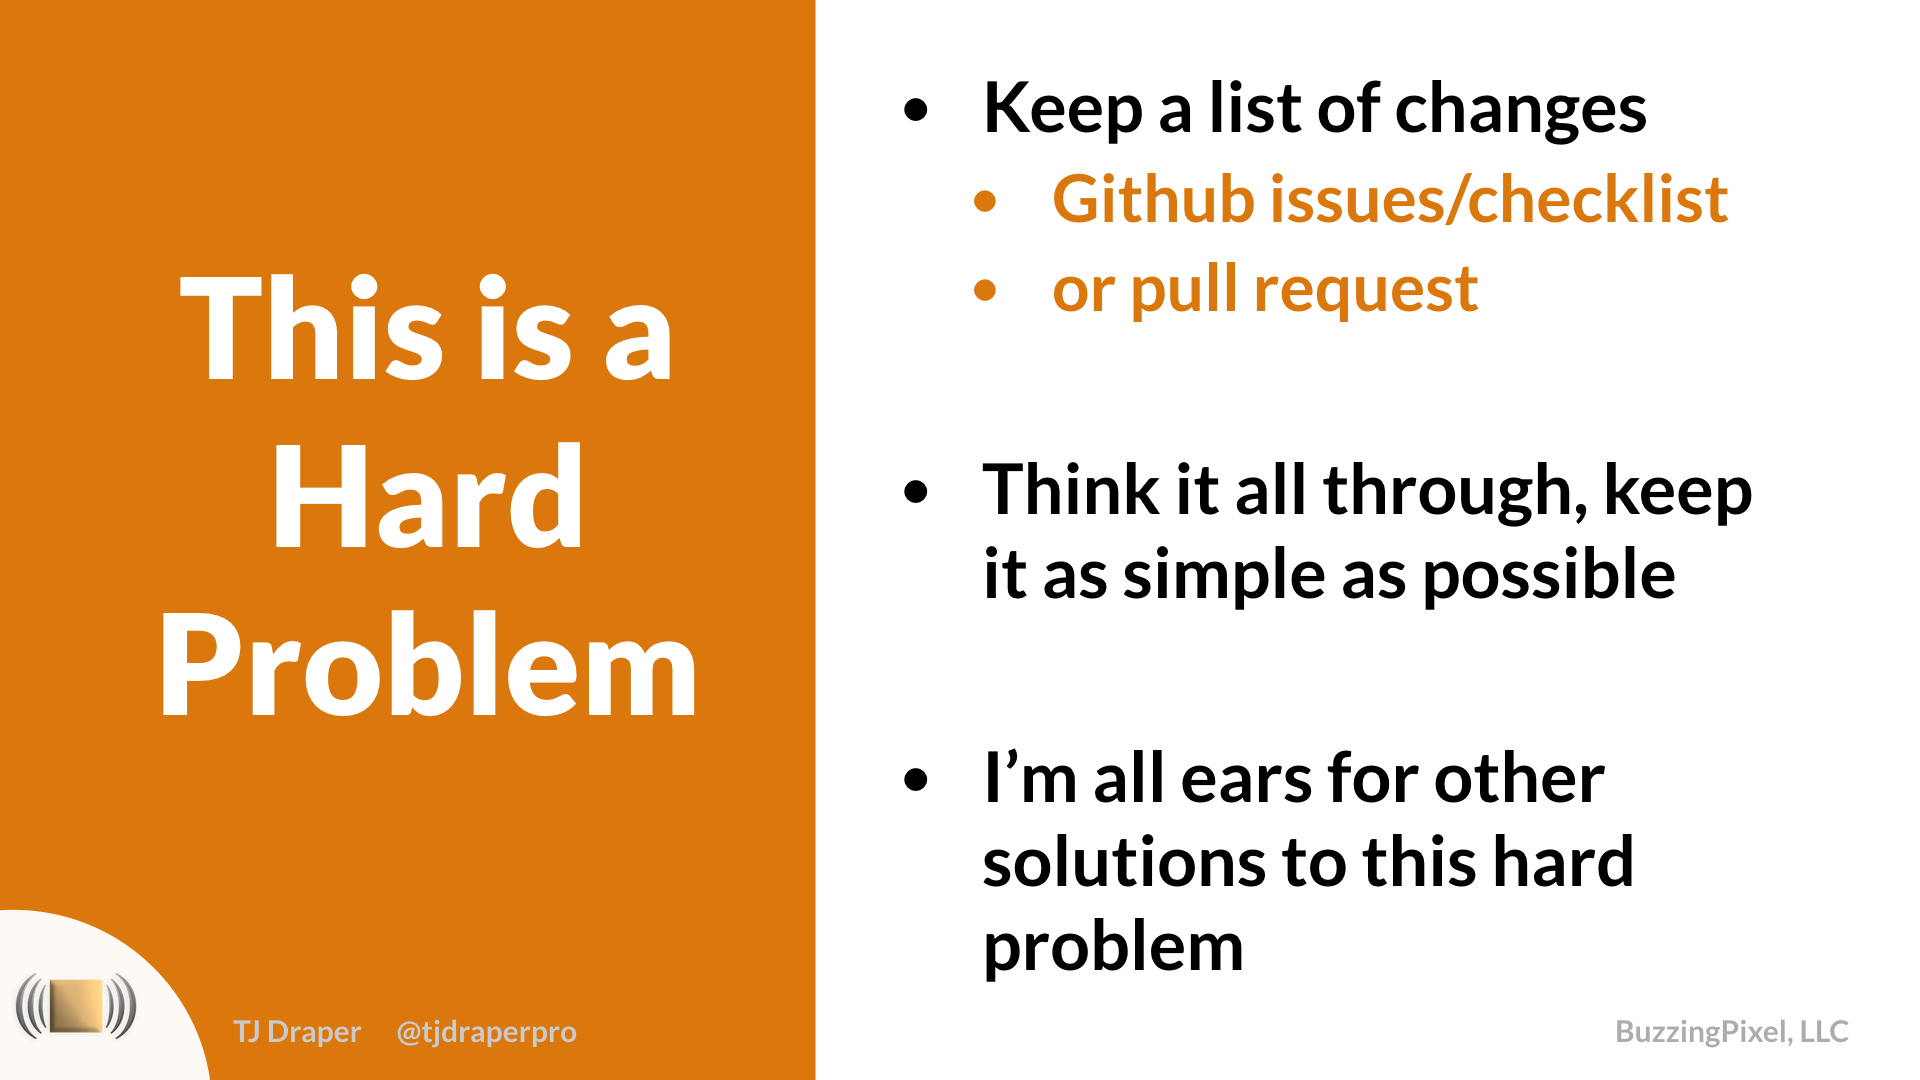 This is a
Hard
Problem
• Keep a list of changes
• Github issues/checklist
• or pull request
• Think it all through, keep
it as simple as possible
• I’m all ears for other
solutions to this hard
problem
TJ Draper @tjdraperpro
BuzzingPixel, LLC